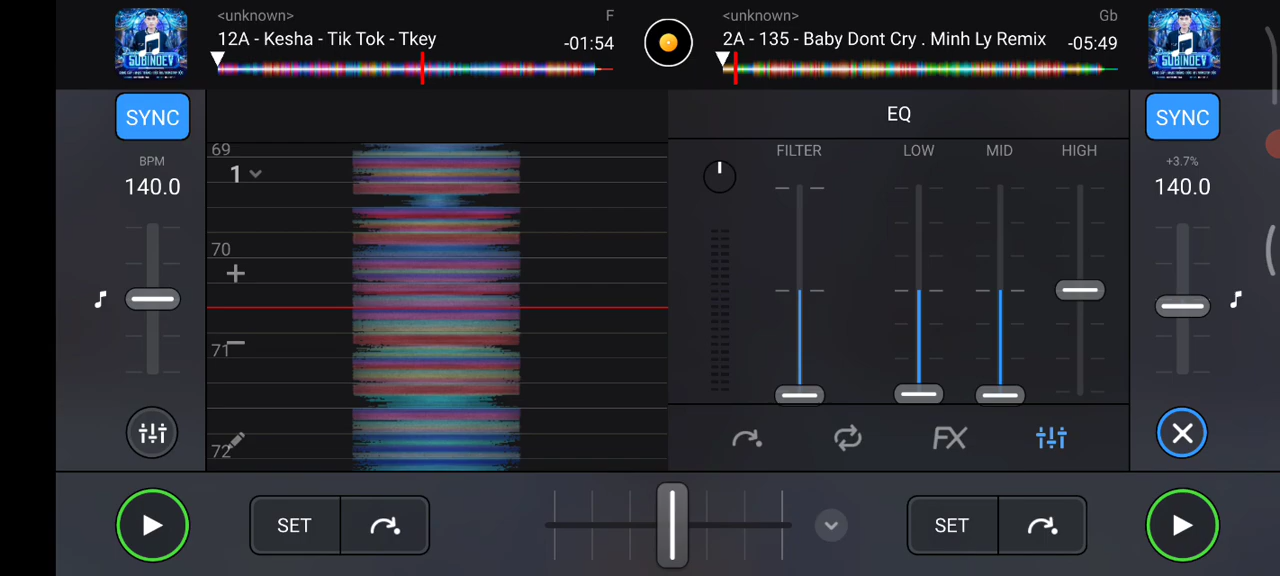 <unknown>
F
12A - Kesha - Tik Tok - Tkey
-01:54
<unknown>
Gb
2A - 135 - Baby Dont Cry . Minh Ly Remix
-05:49
SUBINDEV
SUBINDEV
SYNC
BPM
140.0
69
1
70
71
72
EQ
FILTER
LOW
MID
HIGH
FX
SYNC
+3.7%
140.0
SET
SET